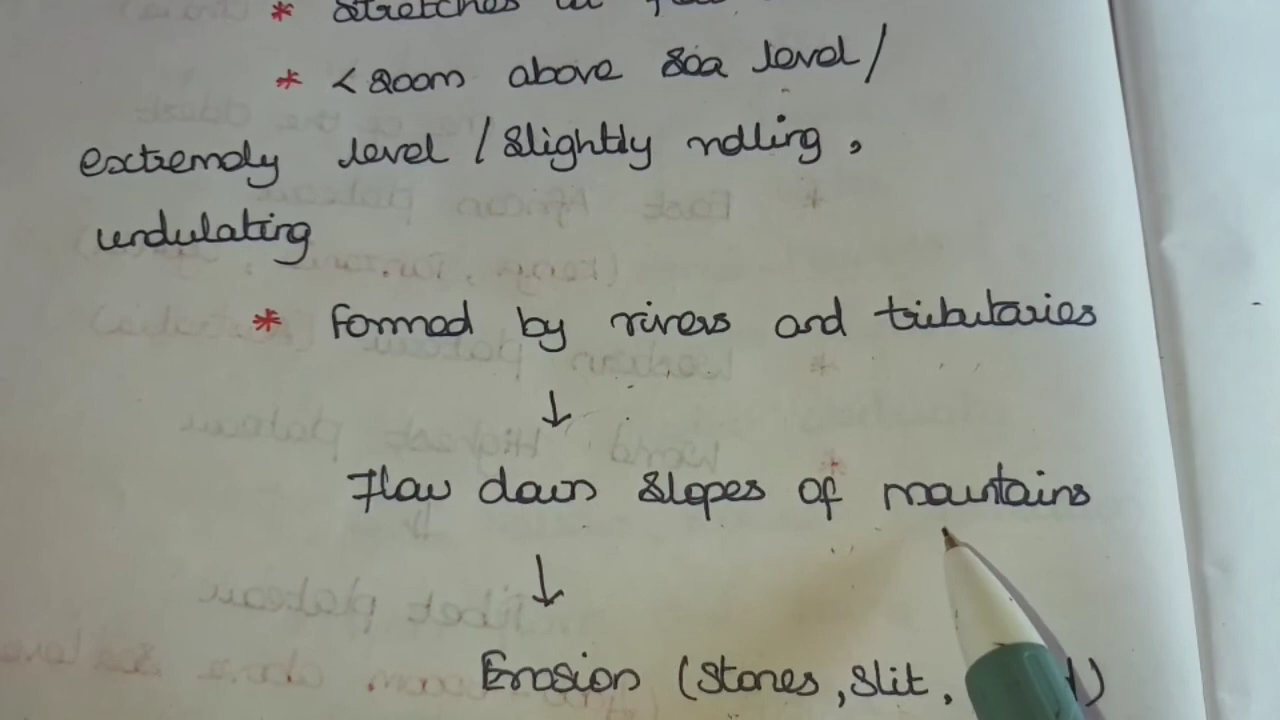 * Stretches
* <200m above sea level/
extremely level / slightly rolling,
undulating
* Formed by rivers and tributaries
↓
Flow down slopes of mountains
↓
Erosion (Stones, Slit,